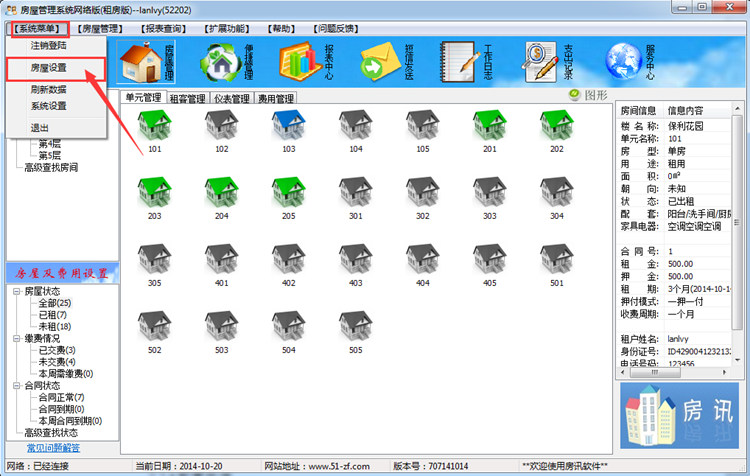 房屋管理系统网络版(租房版)--lanlvy(52202)
【系统菜单】 【房屋管理】 【报表查询】 【扩展功能】 【帮助】 【问题反馈】
注销登陆
房屋设置
刷新数据
系统设置
退出
房屋管理
便捷管理
报表中心
短信发送
工作日志
支出记录
服务中心
第4层
第5层
高级查找房间
单元管理 租客管理 仪表管理 费用管理
图形
101 102 103 104 105 201 202
203 204 205 301 302 303 304
305 401 402 403 404 405 501
502 503 504 505
房屋及费用设置
房屋状态
全部(25)
已租(7)
未租(18)
缴费情况
已交费(3)
未交费(4)
本周需缴费(0)
合同状态
合同正常(7)
合同到期(0)
本周合同到期(0)
高级查找状态
常见问题解答
房间信息 信息内容
楼 名 称: 保利花园
单元名称: 101
房 型: 单房
用 途: 租用
面 积: 0m²
朝 向: 未知
状 态: 已出租
配 套: 阳台/洗手间/厨房
家具电器: 空调空调空调
合 同 号: 1
租 金: 500.00
押 金: 500.00
租 期: 3个月(2014-10-1
押付模式: 一押一付
收费周期: 一个月
租户姓名: lanlvy
身份证号: ID4290041232132
电话号码: 123456
房讯
网络：已经连接 当前日期：2014-10-20 网站地址：www.51-zf.com 版本号：707141014 **欢迎使用房讯软件**